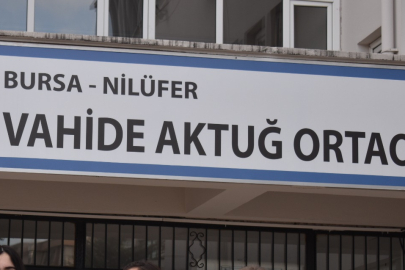 BURSA - NİLÜFER
VAHİDE AKTUĞ ORTAO